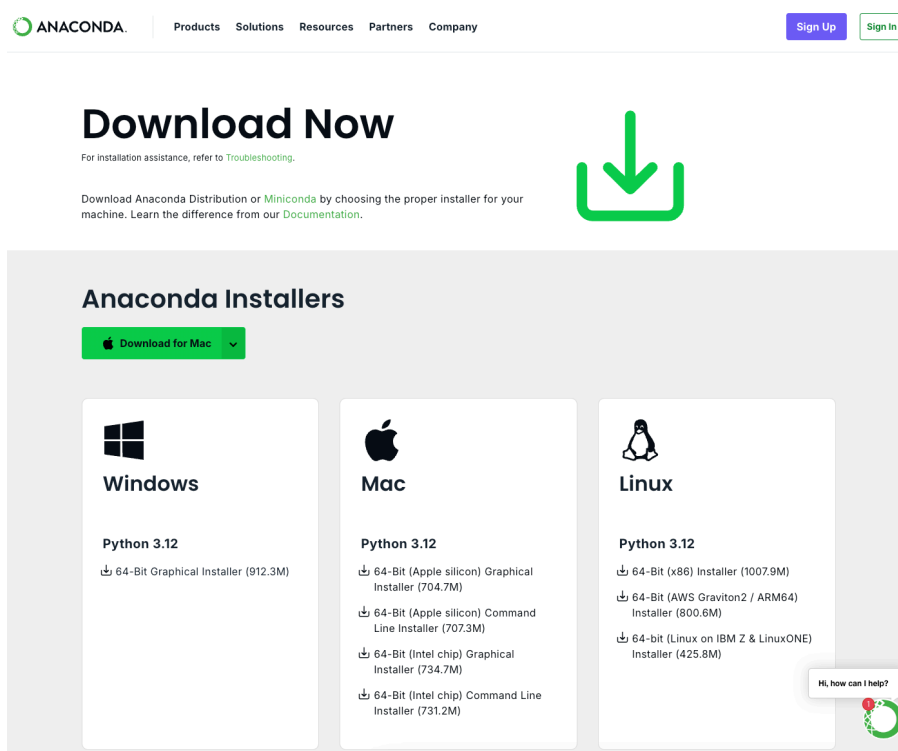 ANACONDA.
Products Solutions Resources Partners Company
Sign Up
Sign In
Download Now
For installation assistance, refer to Troubleshooting.
Download Anaconda Distribution or Miniconda by choosing the proper installer for your
machine. Learn the difference from our Documentation.
Anaconda Installers
Download for Mac
Windows
Python 3.12
64-Bit Graphical Installer (912.3M)
Mac
Python 3.12
64-Bit (Apple silicon) Graphical
Installer (704.7M)
64-Bit (Apple silicon) Command
Line Installer (707.3M)
64-Bit (Intel chip) Graphical
Installer (734.7M)
64-Bit (Intel chip) Command Line
Installer (731.2M)
Linux
Python 3.12
64-Bit (x86) Installer (1007.9M)
64-Bit (AWS Graviton2 / ARM64)
Installer (800.6M)
64-bit (Linux on IBM Z & LinuxONE)
Installer (425.8M)
Hi, how can I help?
1